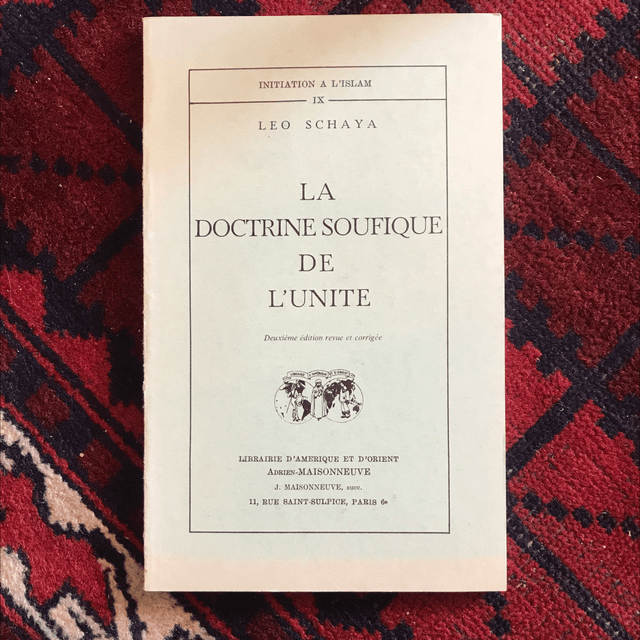 INITIATION A L'ISLAM
IX
LEO SCHAYA
LA
DOCTRINE SOUFIQUE
DE
L'UNITE
Deuxième édition revue et corrigée
LIBRAIRIE D'AMERIQUE ET D'ORIENT
ADRIEN-MAISONNEUVE
J. MAISONNEUVE, succ.
11, RUE SAINT-SULPICE, PARIS 6e